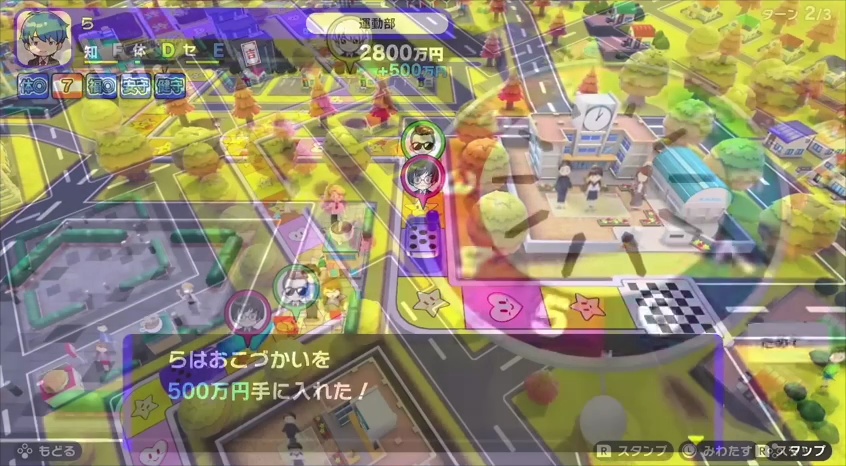 ら
運動部
ターン 2/3
知 F 体 D セ E
2800万円
+500万円
体◎ 7
らはおこづかいを
500万円手に入れた！
もどる
R スタンプ
みわたす
R スタンプ